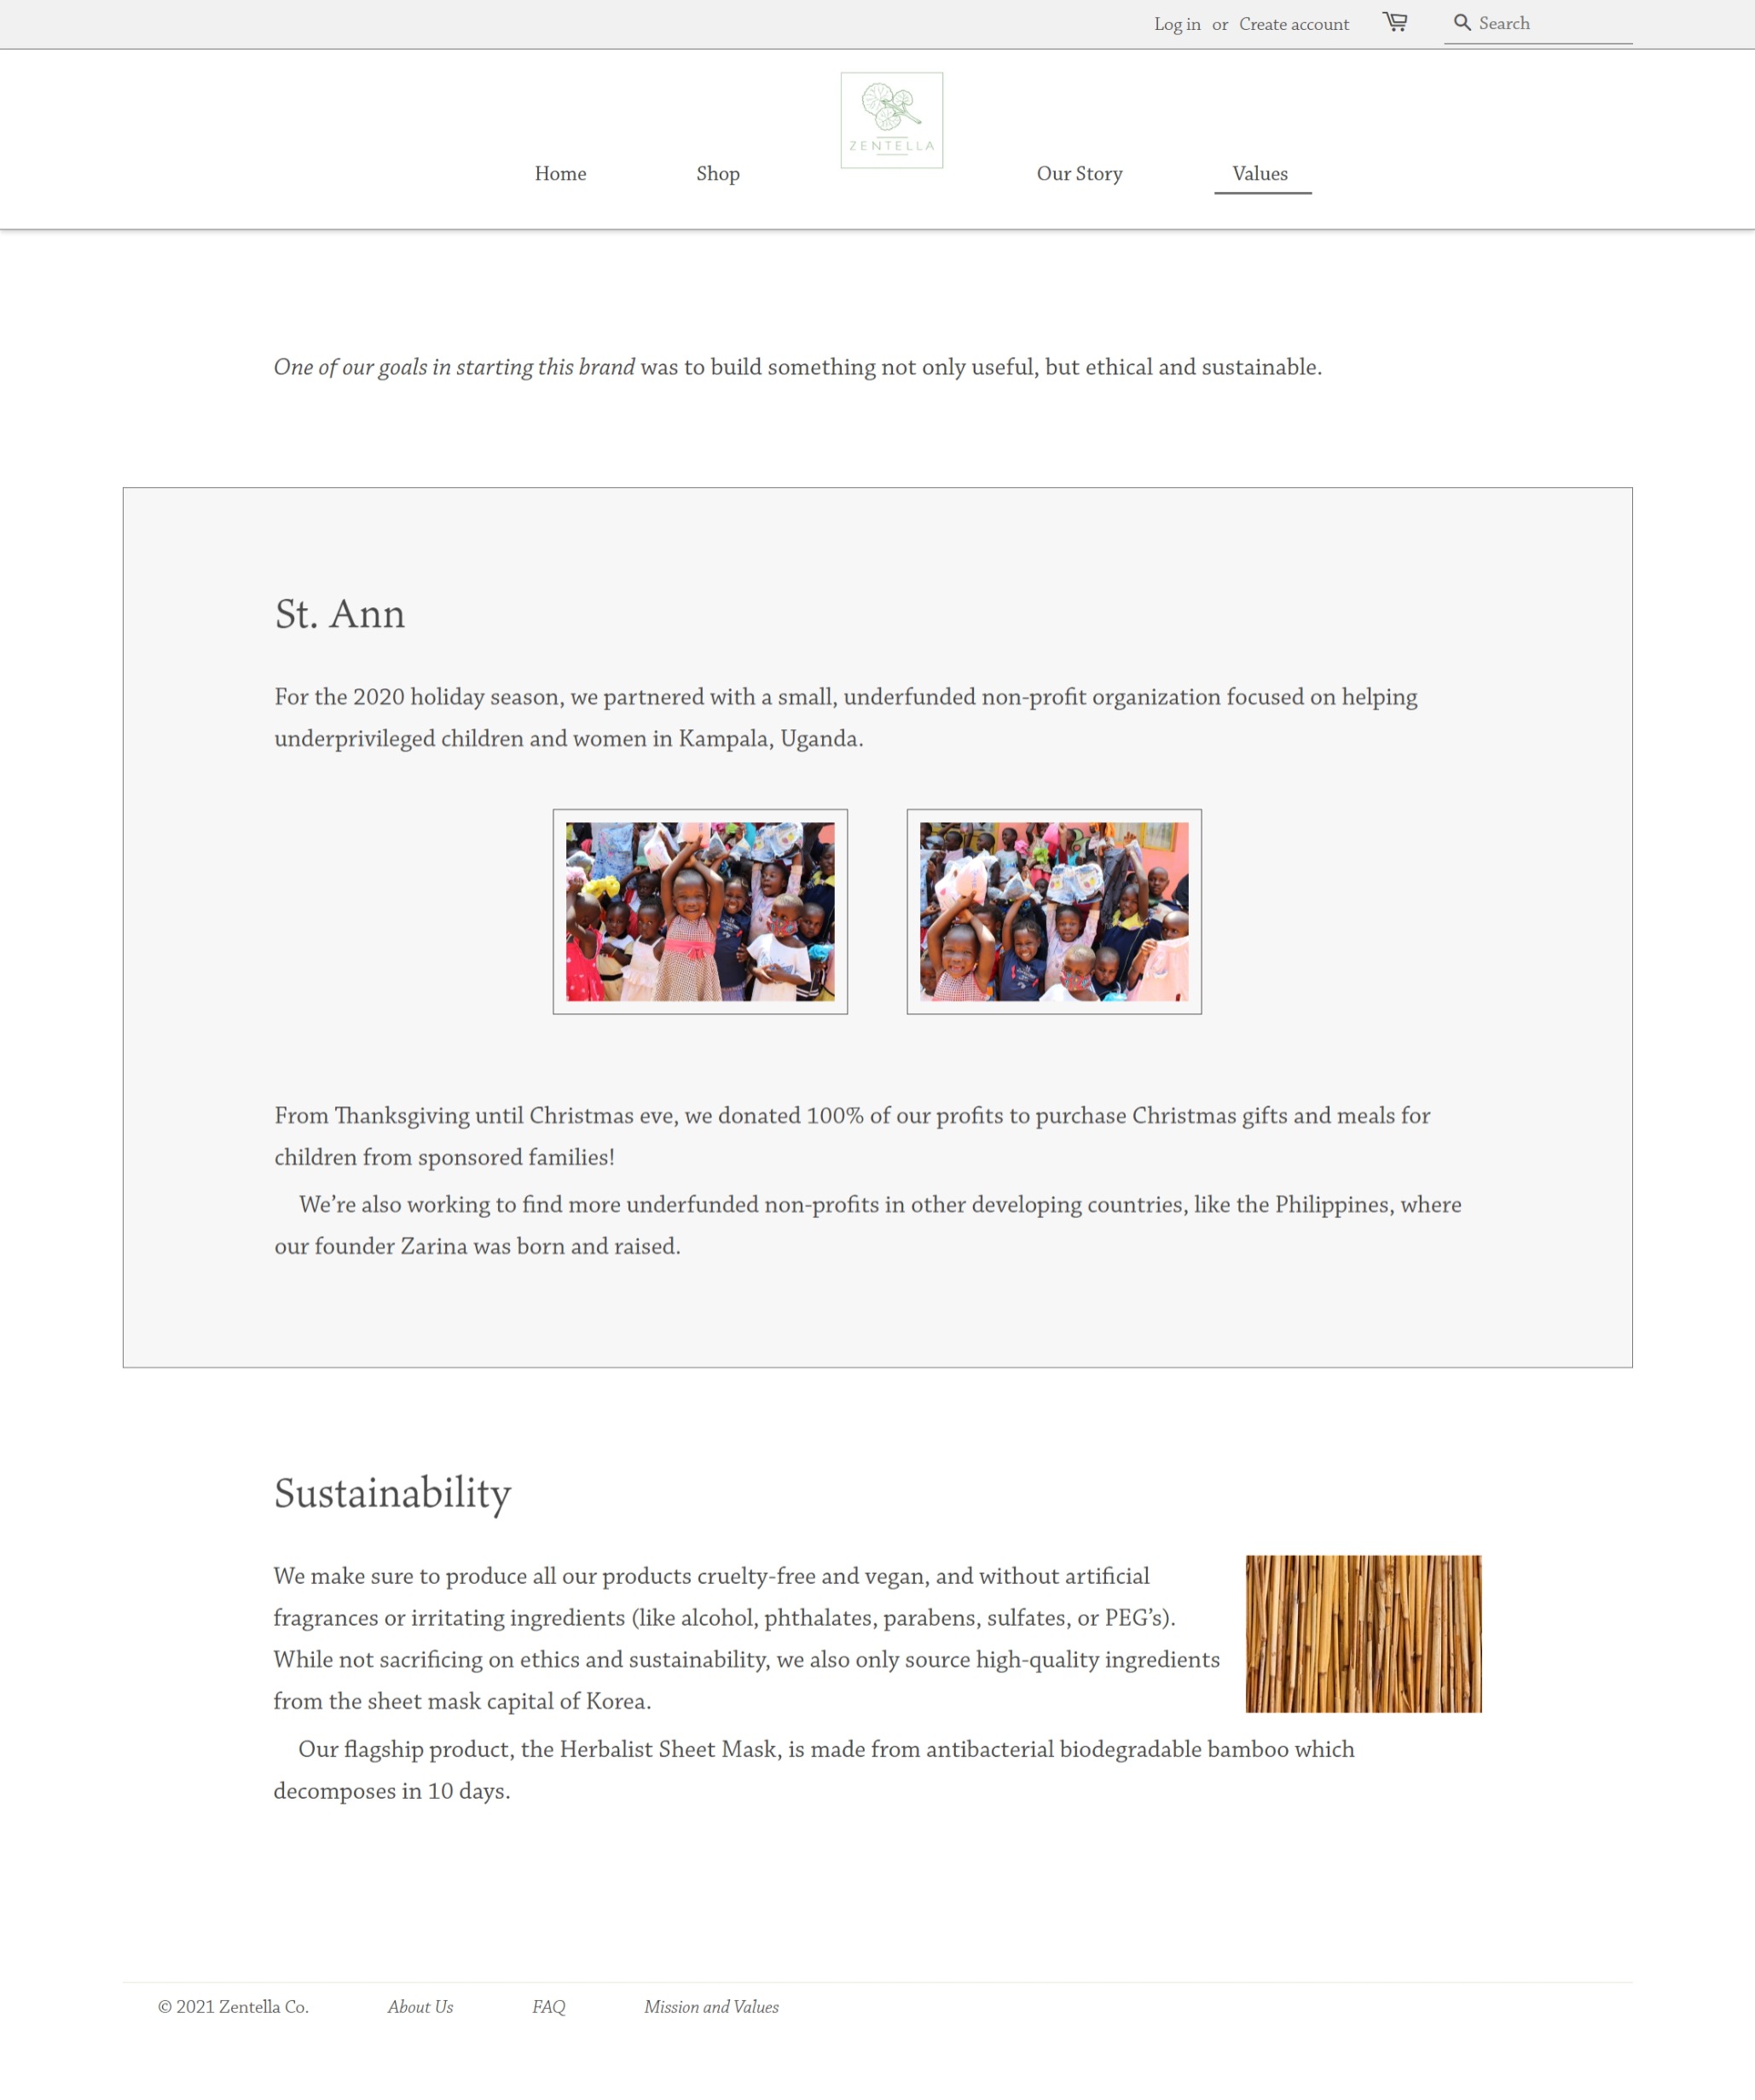 Log in or Create account
Search
ZENTELLA
Home
Shop
Our Story
Values
One of our goals in starting this brand was to build something not only useful, but ethical and sustainable.
St. Ann
For the 2020 holiday season, we partnered with a small, underfunded non-profit organization focused on helping
underprivileged children and women in Kampala, Uganda.
From Thanksgiving until Christmas eve, we donated 100% of our profits to purchase Christmas gifts and meals for
children from sponsored families!
We’re also working to find more underfunded non-profits in other developing countries, like the Philippines, where
our founder Zarina was born and raised.
Sustainability
We make sure to produce all our products cruelty-free and vegan, and without artificial
fragrances or irritating ingredients (like alcohol, phthalates, parabens, sulfates, or PEG’s).
While not sacrificing on ethics and sustainability, we also only source high-quality ingredients
from the sheet mask capital of Korea.
Our flagship product, the Herbalist Sheet Mask, is made from antibacterial biodegradable bamboo which
decomposes in 10 days.
© 2021 Zentella Co.
About Us
FAQ
Mission and Values